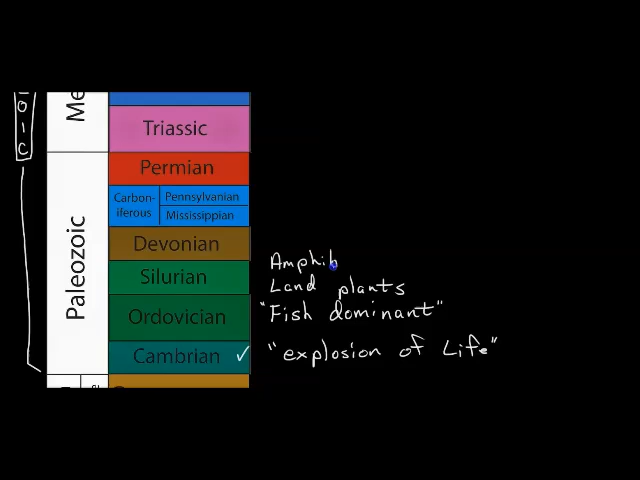 OIC
Me
Triassic
Paleozoic
Permian
Carbon-
iferous
Pennsylvanian
Mississippian
Devonian
Silurian
Ordovician
Cambrian ✓
Amphib
Land plants
"Fish dominant"
"explosion of Life"